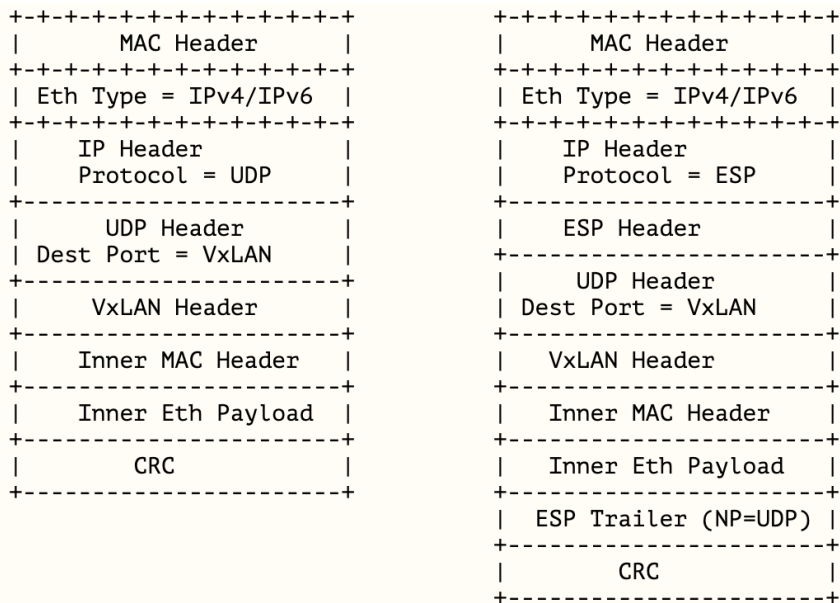 MAC Header
Eth Type = IPv4/IPv6
IP Header
Protocol = UDP
UDP Header
Dest Port = VxLAN
VxLAN Header
Inner MAC Header
Inner Eth Payload
CRC
MAC Header
Eth Type = IPv4/IPv6
IP Header
Protocol = ESP
ESP Header
UDP Header
Dest Port = VxLAN
VxLAN Header
Inner MAC Header
Inner Eth Payload
ESP Trailer (NP=UDP)
CRC